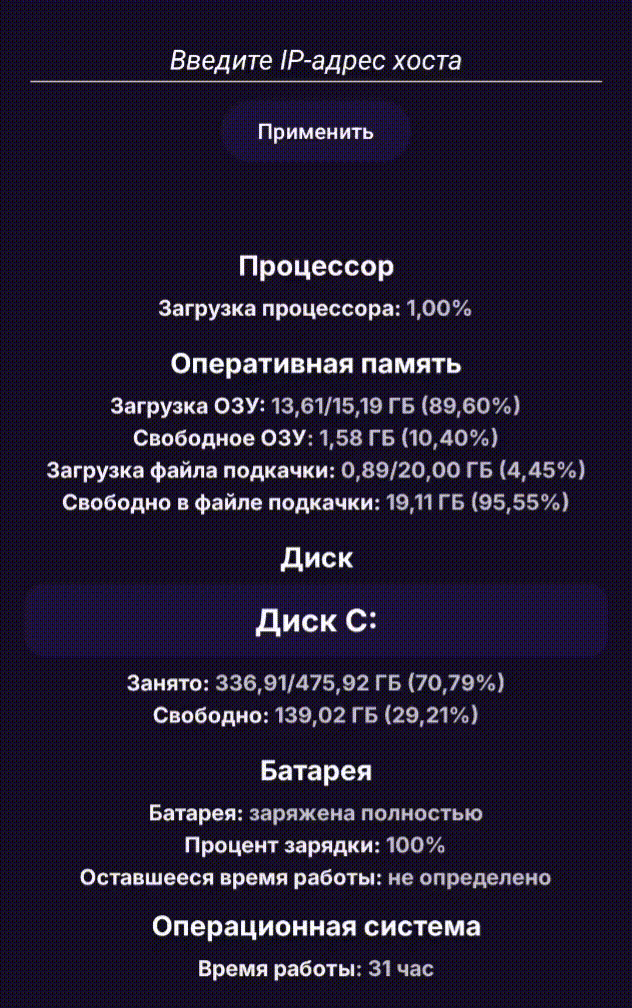 Введите IP-адрес хоста
Применить
Процессор
Загрузка процессора: 1,00%
Оперативная память
Загрузка ОЗУ: 13,61/15,19 ГБ (89,60%)
Свободное ОЗУ: 1,58 ГБ (10,40%)
Загрузка файла подкачки: 0,89/20,00 ГБ (4,45%)
Свободно в файле подкачки: 19,11 ГБ (95,55%)
Диск
Диск C:
Занято: 336,91/475,92 ГБ (70,79%)
Свободно: 139,02 ГБ (29,21%)
Батарея
Батарея: заряжена полностью
Процент зарядки: 100%
Оставшееся время работы: не определено
Операционная система
Время работы: 31 час